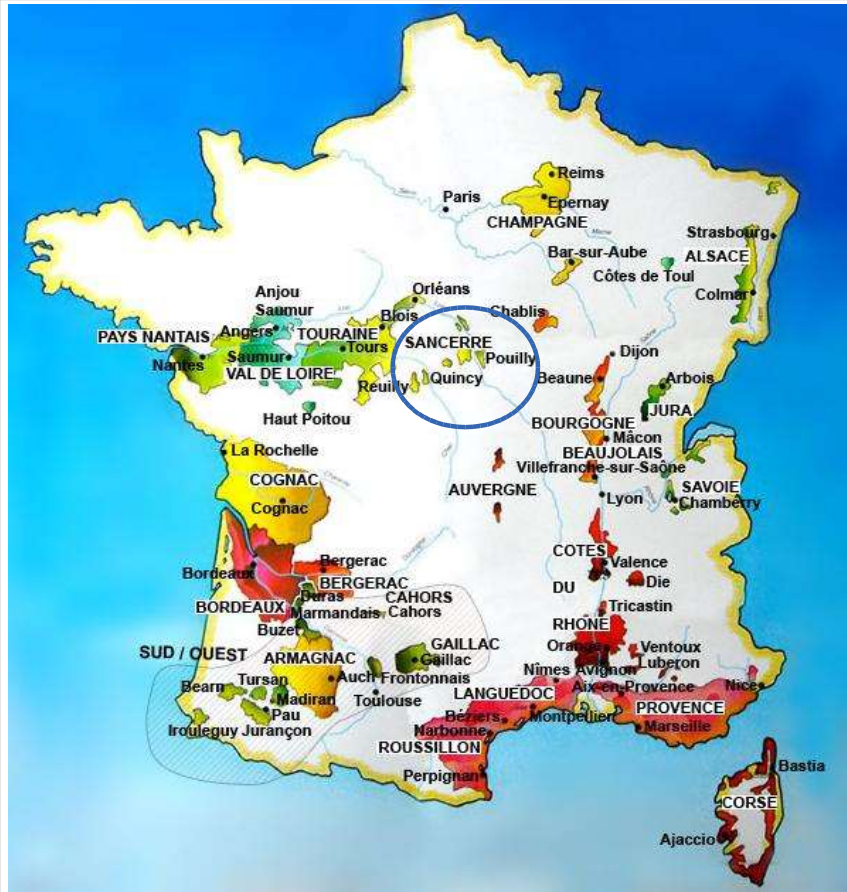 Reims
Paris
Epernay
CHAMPAGNE
Strasbourg
Bar-sur-Aube
ALSACE
Côtes de Toul
Colmar
Orléans
Anjou
Saumur
Chablis
Blois
PAYS NANTAIS
Angers
TOURAINE
SANCERRE
Dijon
Nantes
Saumur
Tours
Pouilly
VAL DE LOIRE
Reuilly
Quincy
Beaune
Arbois
Haut Poitou
JURA
BOURGOGNE
Mâcon
La Rochelle
BEAUJOLAIS
Villefranche-sur-Saône
COGNAC
AUVERGNE
SAVOIE
Cognac
Lyon
Chambérry
COTES
Bergerac
Valence
Bordeaux
BERGERAC
DU
Die
Duras
CAHORS
BORDEAUX
Marmandais
Cahors
Tricastin
Buzet
RHONE
GAILLAC
Orange
Ventoux
SUD / OUEST
ARMAGNAC
Gaillac
Luberon
Auch
Frontonnais
Nîmes
Avignon
Bearn
Tursan
Madiran
Toulouse
LANGUEDOC
Aix-en-Provence
Nice
Pau
Béziers
Montpellier
PROVENCE
Irouleguy
Jurançon
Narbonne
Marseille
ROUSSILLON
Perpignan
Bastia
CORSE
Ajaccio